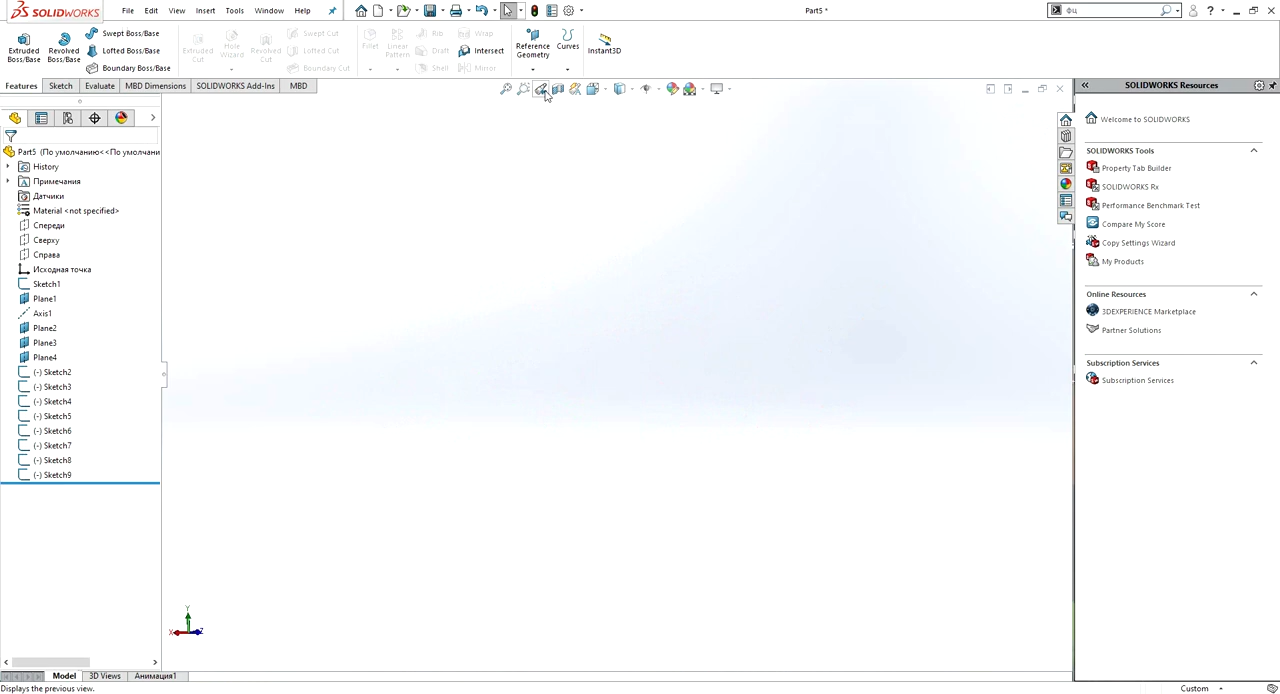 SOLIDWORKS File Edit View Insert Tools Window Help Part5 * фц
Extruded Boss/Base
Revolved Boss/Base
Swept Boss/Base
Lofted Boss/Base
Boundary Boss/Base
Extruded Cut
Hole Wizard
Revolved Cut
Swept Cut
Lofted Cut
Boundary Cut
Fillet
Linear Pattern
Rib
Draft
Shell
Wrap
Intersect
Mirror
Reference Geometry
Curves
Instant3D
Features Sketch Evaluate MBD Dimensions SOLIDWORKS Add-Ins MBD
Part5 (По умолчанию<<По умолчани
History
Примечания
Датчики
Material <not specified>
Спереди
Сверху
Справа
Исходная точка
Sketch1
Plane1
Axis1
Plane2
Plane3
Plane4
(-) Sketch2
(-) Sketch3
(-) Sketch4
(-) Sketch5
(-) Sketch6
(-) Sketch7
(-) Sketch8
(-) Sketch9
Y
X Z
SOLIDWORKS Resources
Welcome to SOLIDWORKS
SOLIDWORKS Tools
Property Tab Builder
SOLIDWORKS Rx
Performance Benchmark Test
Compare My Score
Copy Settings Wizard
My Products
Online Resources
3DEXPERIENCE Marketplace
Partner Solutions
Subscription Services
Subscription Services
Model 3D Views Анимация1
Displays the previous view.
Custom